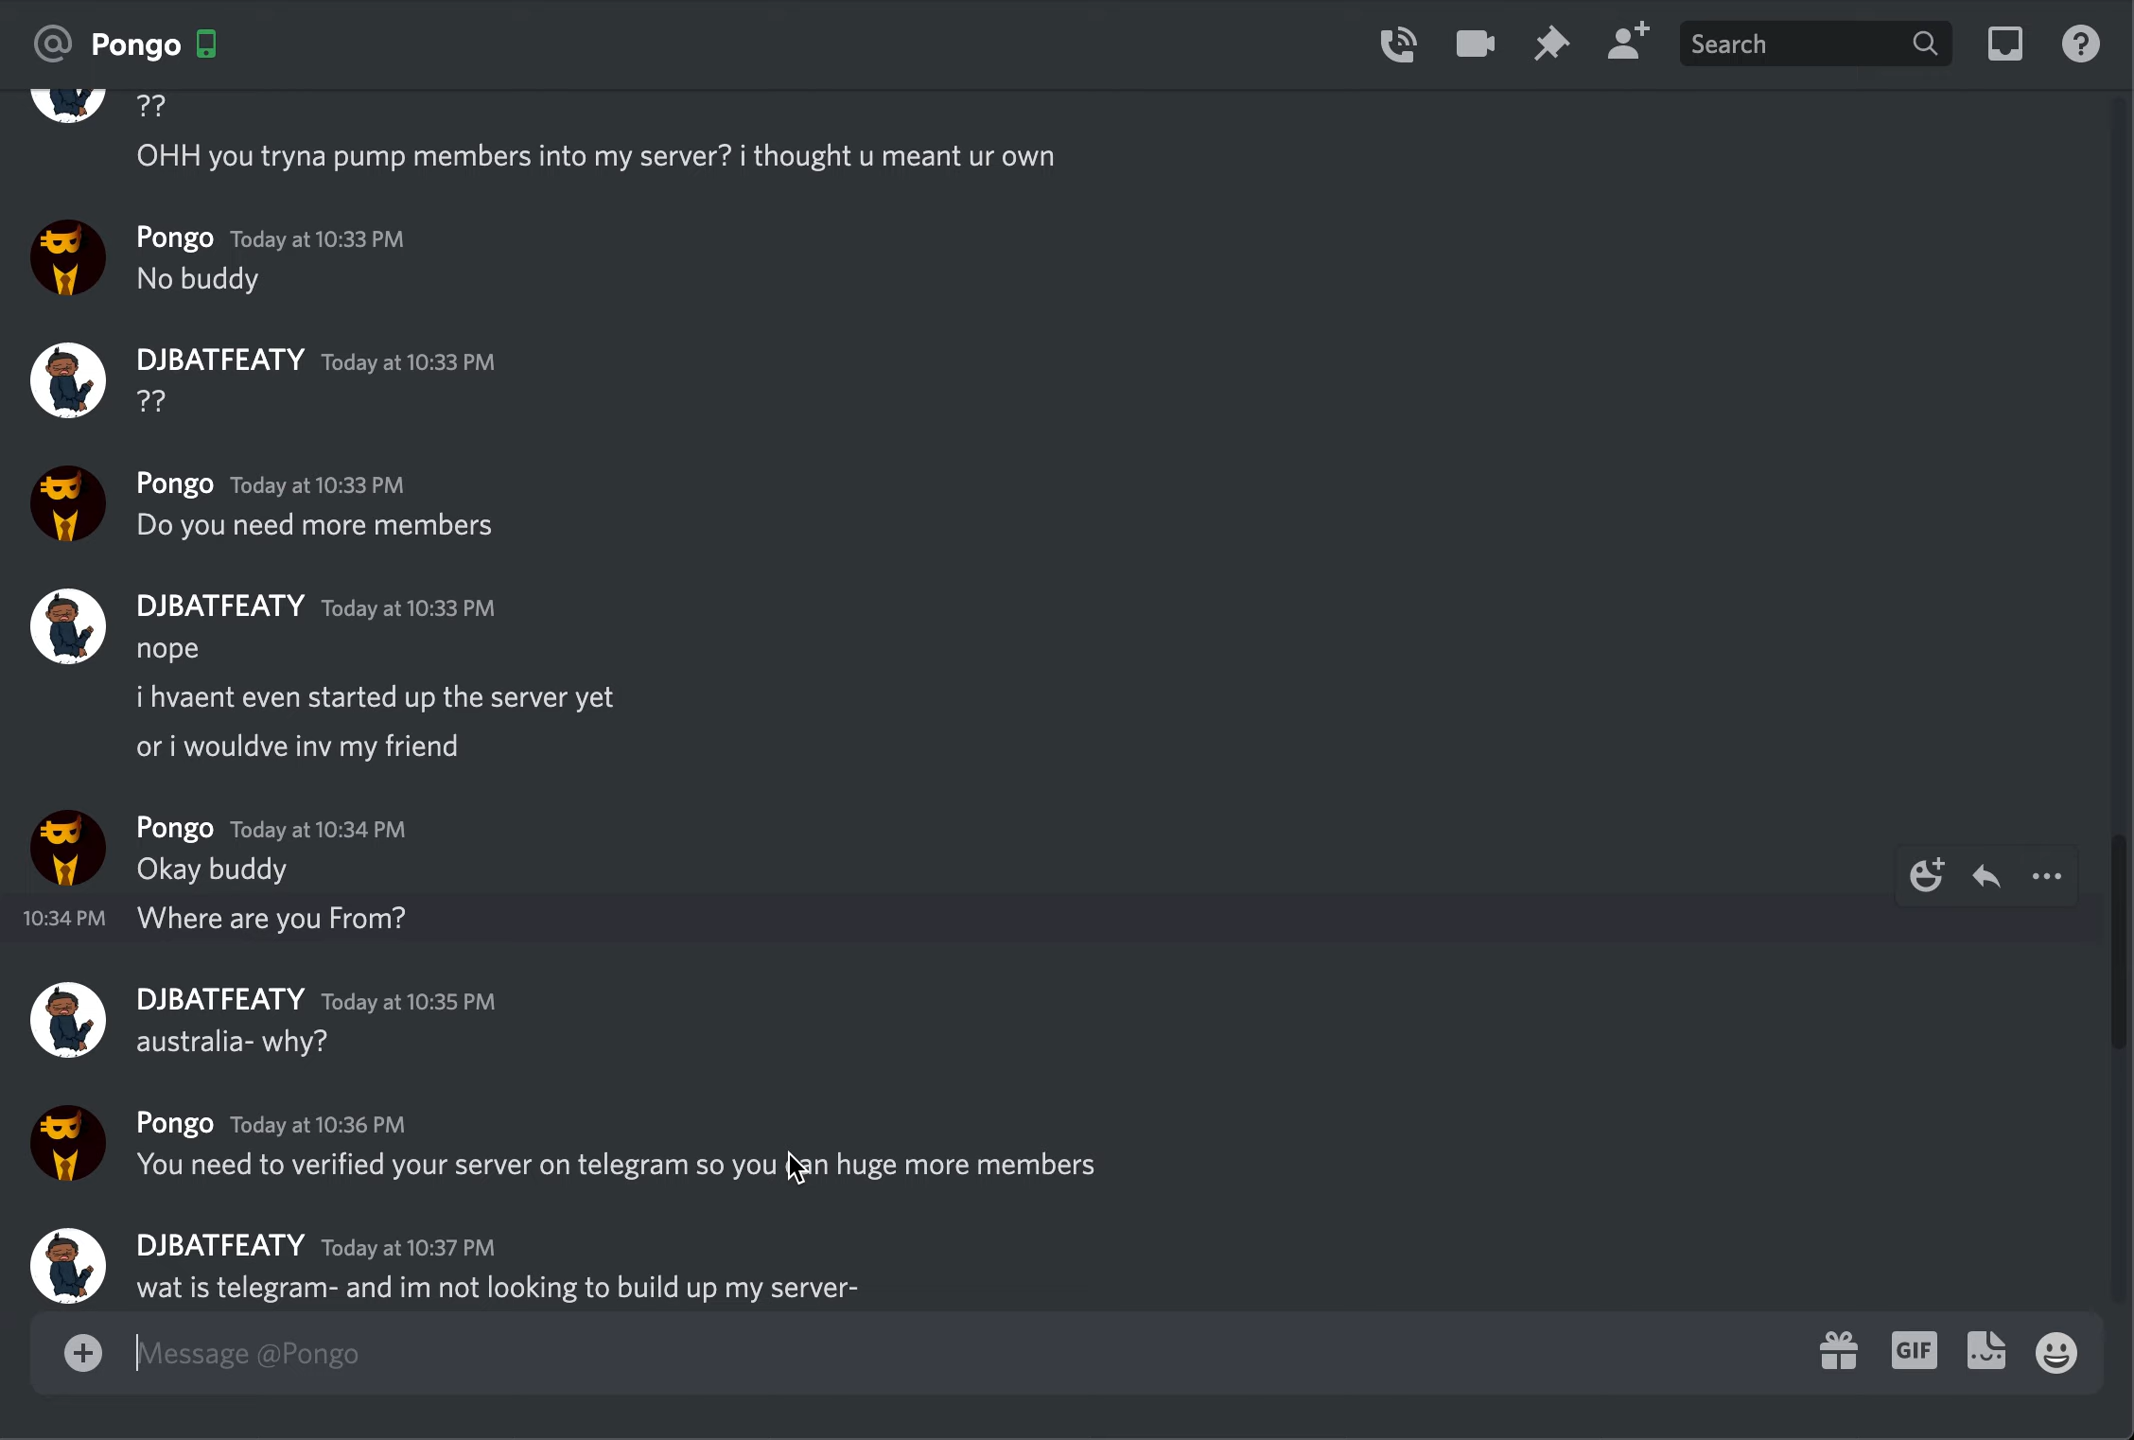 Pongo
Search
??
OHH you tryna pump members into my server? i thought u meant ur own
Pongo Today at 10:33 PM
No buddy
DJBATFEATY Today at 10:33 PM
??
Pongo Today at 10:33 PM
Do you need more members
DJBATFEATY Today at 10:33 PM
nope
i hvaent even started up the server yet
or i wouldve inv my friend
Pongo Today at 10:34 PM
Okay buddy
10:34 PM Where are you From?
DJBATFEATY Today at 10:35 PM
australia- why?
Pongo Today at 10:36 PM
You need to verified your server on telegram so you can huge more members
DJBATFEATY Today at 10:37 PM
wat is telegram- and im not looking to build up my server-
Message @Pongo
GIF